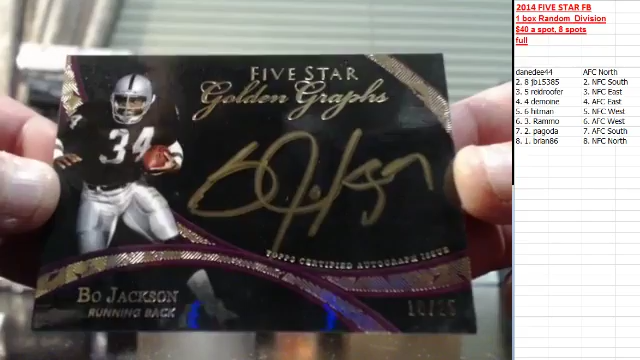 FIVE STAR
Golden Graphs
34
Bo Jackson
TOPPS CERTIFIED AUTOGRAPH ISSUE
BO JACKSON
RUNNING BACK
2014 FIVE STAR FB
1 box Random Division
$40 a spot, 8 spots
full
danedee44 AFC North
2. 8 jb15385 2. NFC South
3. 5 reidroofer 3. NFC East
4. 4 demone 4. AFC East
5. 6 hitman 5. NFC West
6. 3. Rammo 6. AFC West
7. 2. pagoda 7. AFC South
8. 1. brian86 8. NFC North